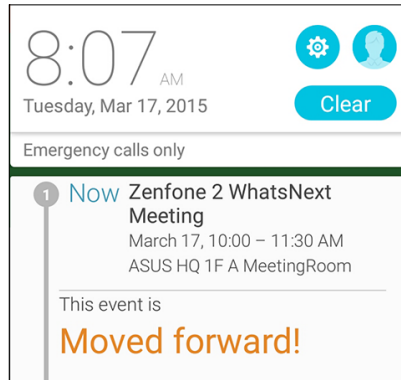 8:07 AM
Tuesday, Mar 17, 2015
Clear
Emergency calls only
1 Now Zenfone 2 WhatsNext
Meeting
March 17, 10:00 – 11:30 AM
ASUS HQ 1F A MeetingRoom
This event is
Moved forward!